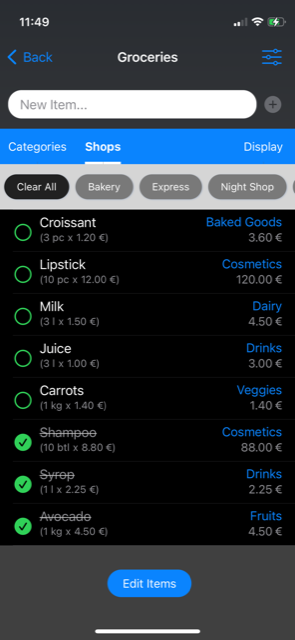 11:49
Back
Groceries
New Item...
Categories
Shops
Display
Clear All
Bakery
Express
Night Shop
Croissant
Baked Goods
(3 pc x 1.20 €)
3.60 €
Lipstick
Cosmetics
(10 pc x 12.00 €)
120.00 €
Milk
Dairy
(3 l x 1.50 €)
4.50 €
Juice
Drinks
(3 l x 1.00 €)
3.00 €
Carrots
Veggies
(1 kg x 1.40 €)
1.40 €
Shampoo
Cosmetics
(10 btl x 8.80 €)
88.00 €
Syrop
Drinks
(1 l x 2.25 €)
2.25 €
Avocado
Fruits
(1 kg x 4.50 €)
4.50 €
Edit Items